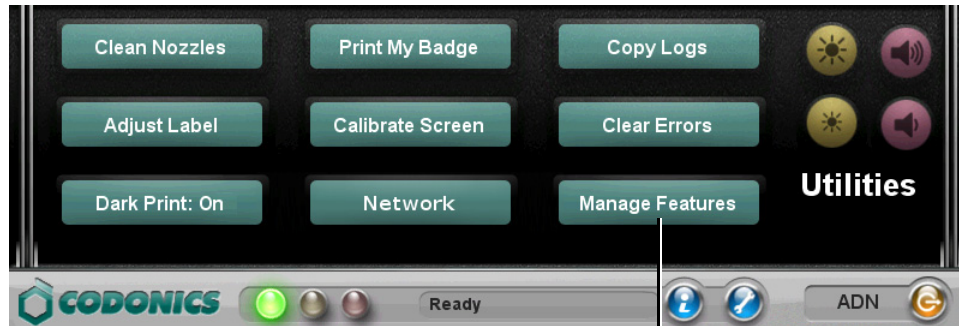 Clean Nozzles
Print My Badge
Copy Logs
Adjust Label
Calibrate Screen
Clear Errors
Dark Print: On
Network
Manage Features
Utilities
CODONICS
Ready
i
ADN